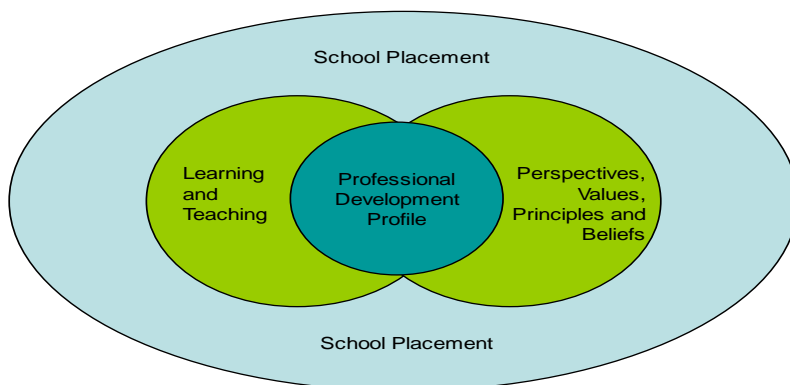 School Placement
Learning
and
Teaching
Professional
Development
Profile
Perspectives,
Values,
Principles and
Beliefs
School Placement